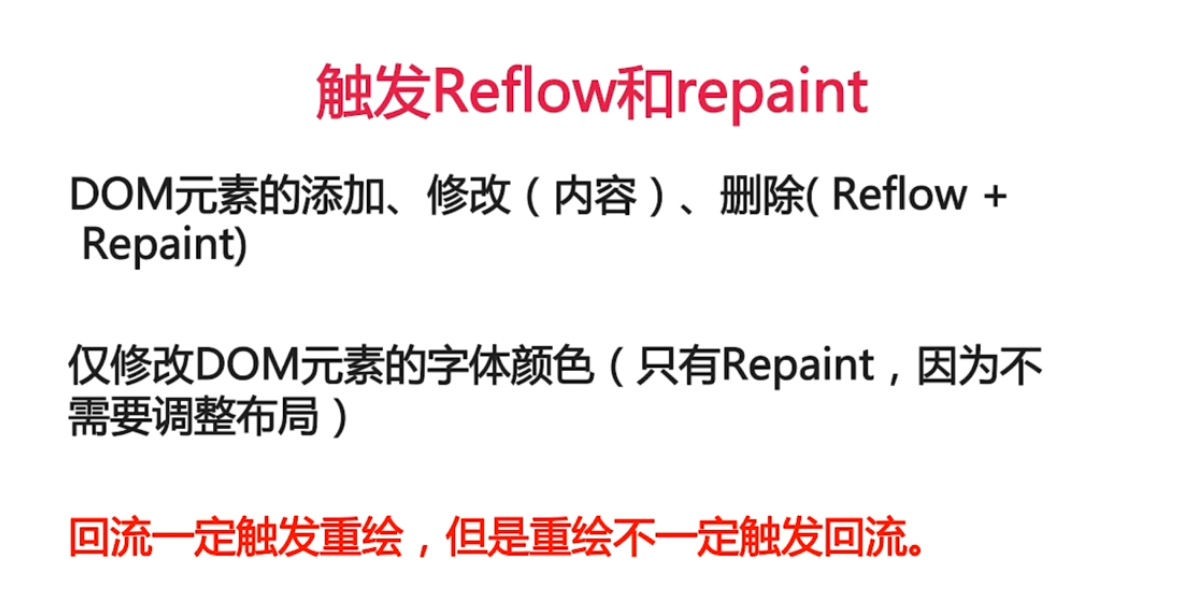 触发Reflow和repaint
DOM元素的添加、修改（内容）、删除( Reflow +
Repaint)
仅修改DOM元素的字体颜色（只有Repaint，因为不
需要调整布局）
回流一定触发重绘，但是重绘不一定触发回流。